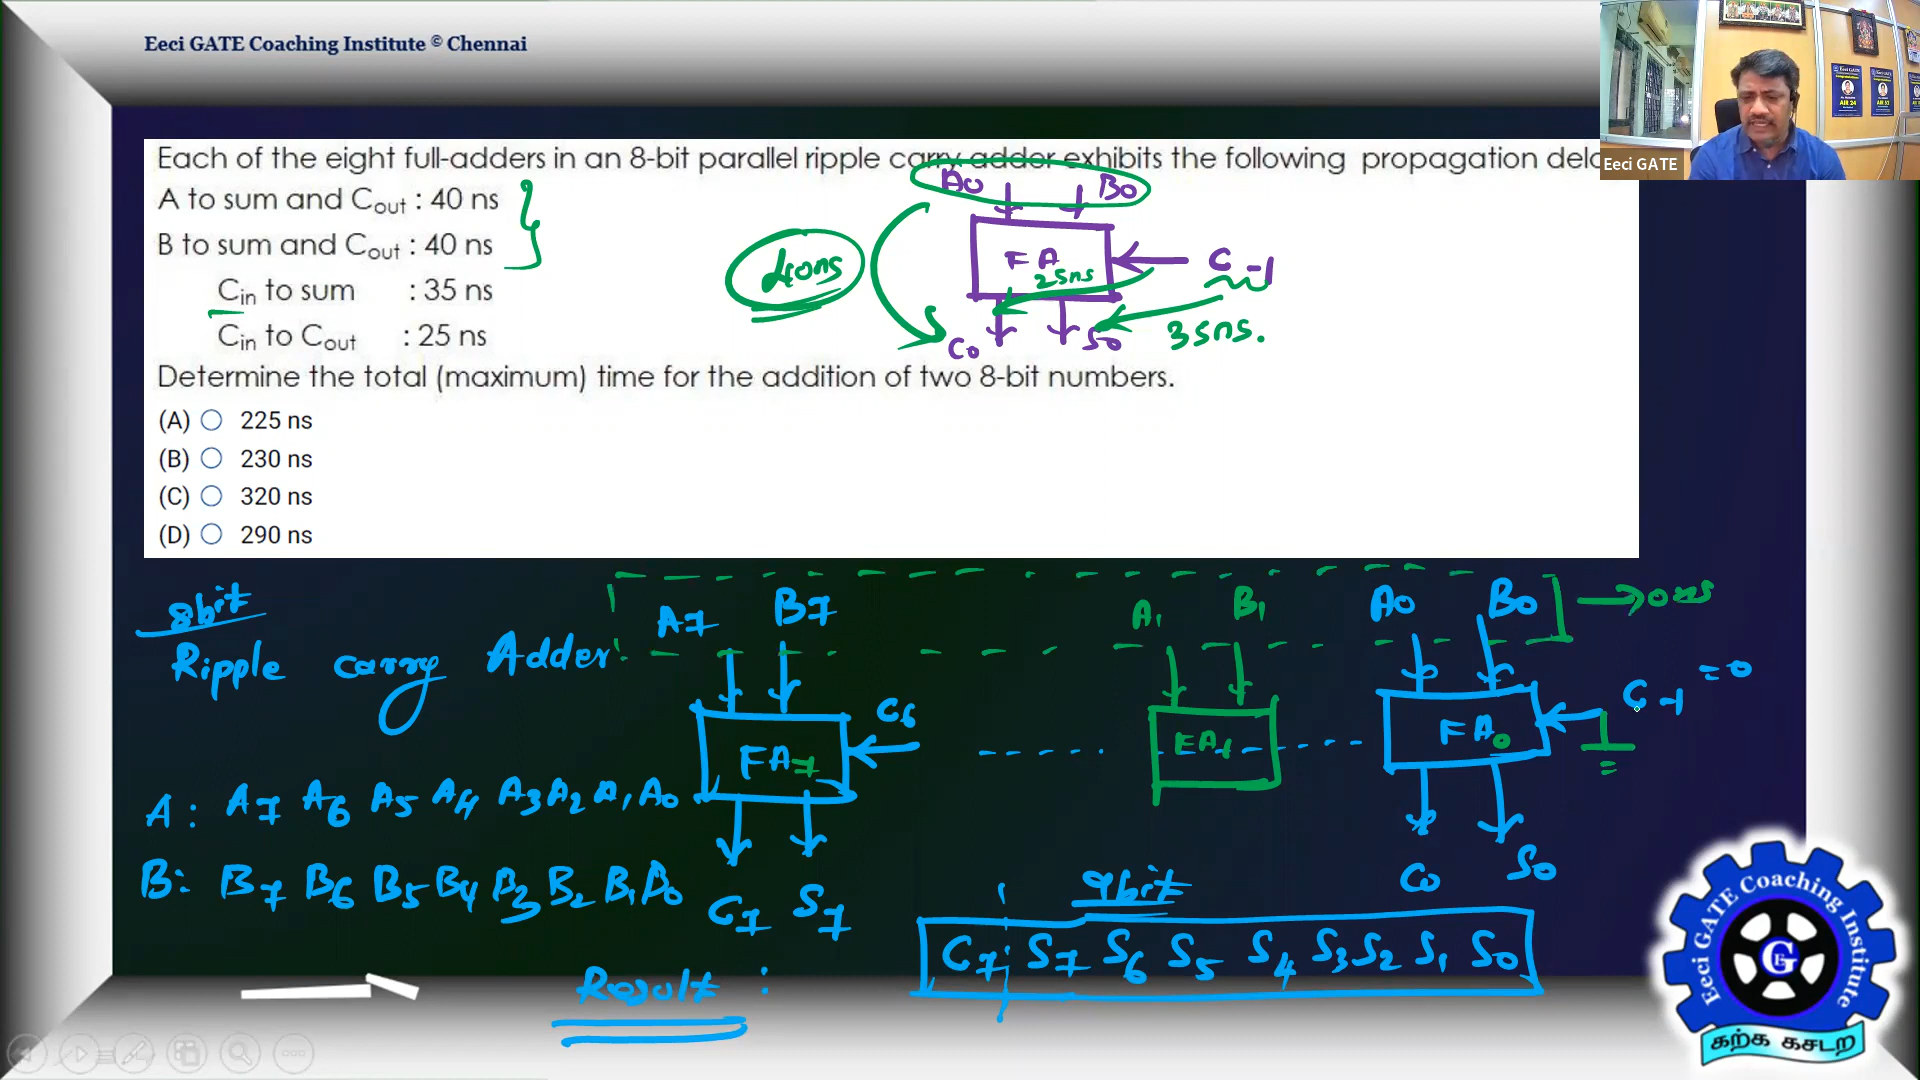 Eeci GATE Coaching Institute © Chennai
Eeci GATE
AIR 24
AIR 52
Each of the eight full-adders in an 8-bit parallel ripple carry adder exhibits the following propagation dela
A to sum and Cout : 40 ns
B to sum and Cout : 40 ns
Cin to sum : 35 ns
Cin to Cout : 25 ns
Determine the total (maximum) time for the addition of two 8-bit numbers.
(A) 225 ns
(B) 230 ns
(C) 320 ns
(D) 290 ns
A0 B0
FA
C-1
25ns
40ns
35ns.
C0 S0
8bit
Ripple carry Adder
A7 B7 A1 B1 A0 B0 → 0ns
C6
C-1 = 0
FA7 FA1 FA0
A: A7 A6 A5 A4 A3 A2 A1 A0
B: B7 B6 B5 B4 B3 B2 B1 B0
C7 S7
C0 S0
9bit
Result :
C7 S7 S6 S5 S4 S3 S2 S1 S0
Eeci GATE Coaching Institute
GE
கற்க கசடற